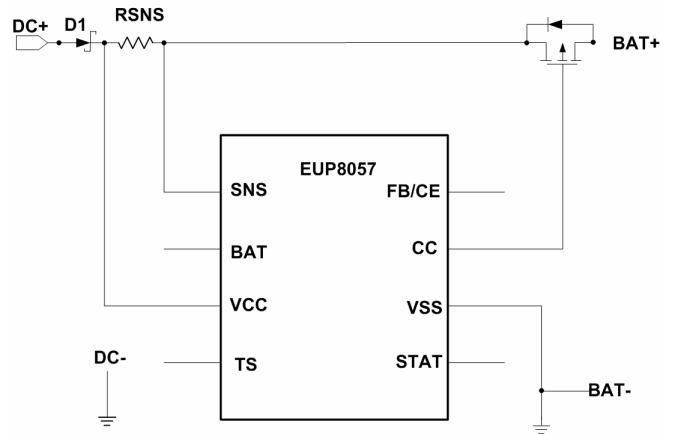 DC+ D1 RSNS BAT+
EUP8057
SNS FB/CE
BAT CC
VCC VSS
TS STAT
DC- BAT-